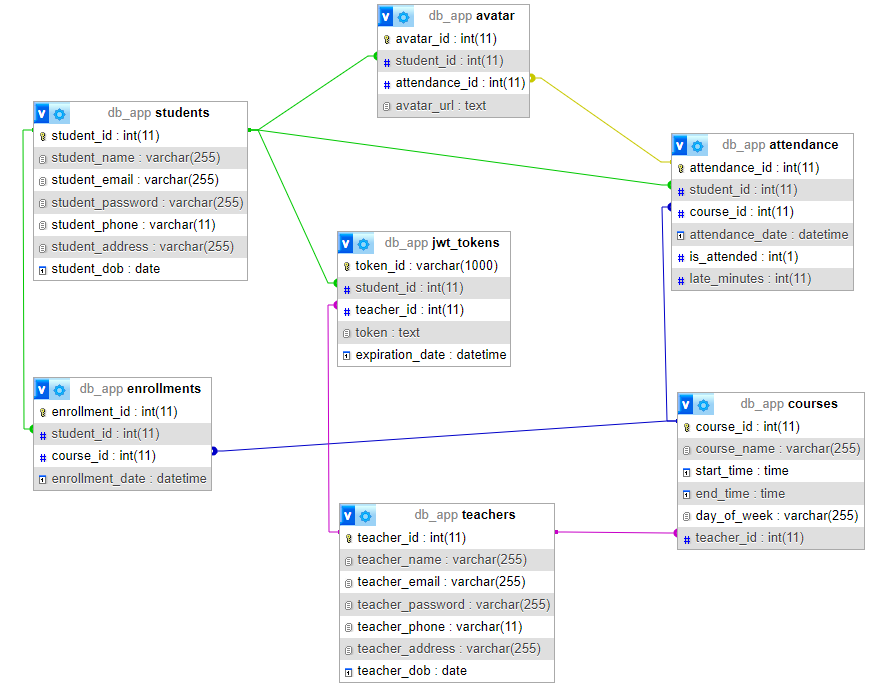 db_app avatar
avatar_id : int(11)
student_id : int(11)
attendance_id : int(11)
avatar_url : text
db_app students
student_id : int(11)
student_name : varchar(255)
student_email : varchar(255)
student_password : varchar(255)
student_phone : varchar(11)
student_address : varchar(255)
student_dob : date
db_app attendance
attendance_id : int(11)
student_id : int(11)
course_id : int(11)
attendance_date : datetime
is_attended : int(1)
late_minutes : int(11)
db_app jwt_tokens
token_id : varchar(1000)
student_id : int(11)
teacher_id : int(11)
token : text
expiration_date : datetime
db_app enrollments
enrollment_id : int(11)
student_id : int(11)
course_id : int(11)
enrollment_date : datetime
db_app courses
course_id : int(11)
course_name : varchar(255)
start_time : time
end_time : time
day_of_week : varchar(255)
teacher_id : int(11)
db_app teachers
teacher_id : int(11)
teacher_name : varchar(255)
teacher_email : varchar(255)
teacher_password : varchar(255)
teacher_phone : varchar(11)
teacher_address : varchar(255)
teacher_dob : date